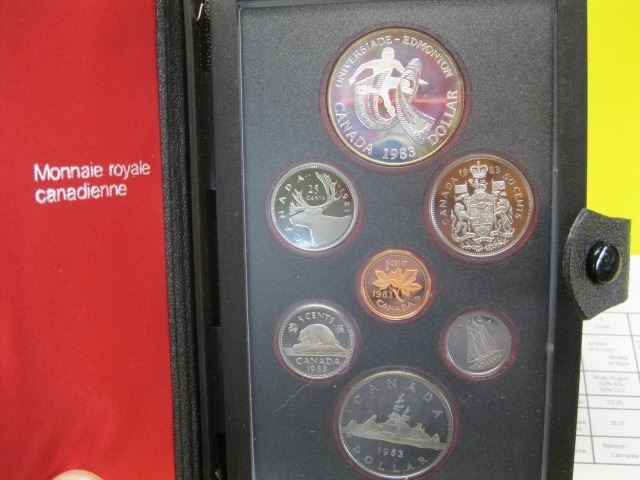 Monnaie royale
canadienne
UNIVERSIADE - EDMONTON
CANADA 1983 DOLLAR
CANADA
25
CENTS
1983
CANADA 1983 50 CENTS
1 CENT
1983
CANADA
5 CENTS
CANADA
1983
CANADA
1983
DOLLAR